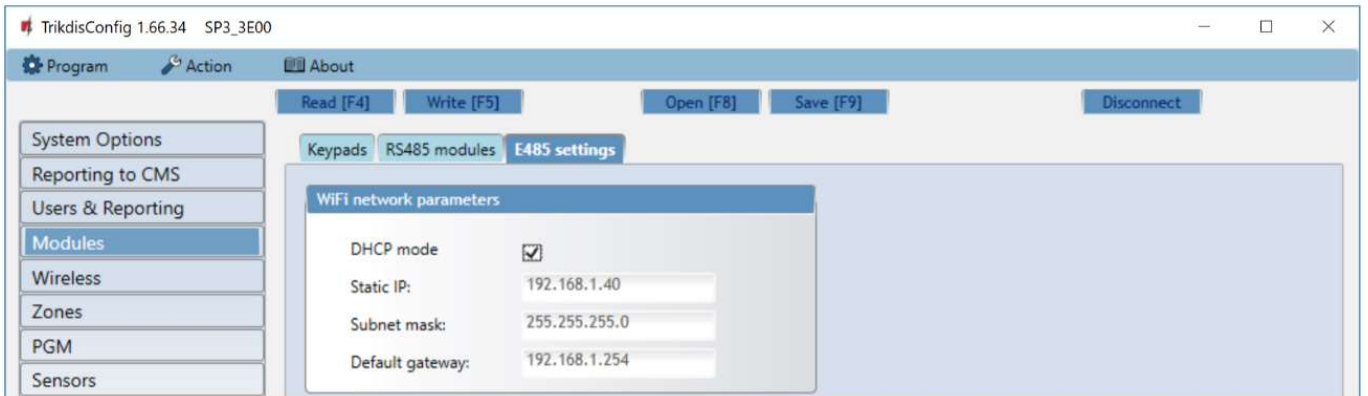 TrikdisConfig 1.66.34 SP3_3E00
Program Action About
Read [F4] Write [F5] Open [F8] Save [F9] Disconnect
System Options
Reporting to CMS
Users & Reporting
Modules
Wireless
Zones
PGM
Sensors
Keypads RS485 modules E485 settings
WiFi network parameters
DHCP mode
Static IP: 192.168.1.40
Subnet mask: 255.255.255.0
Default gateway: 192.168.1.254